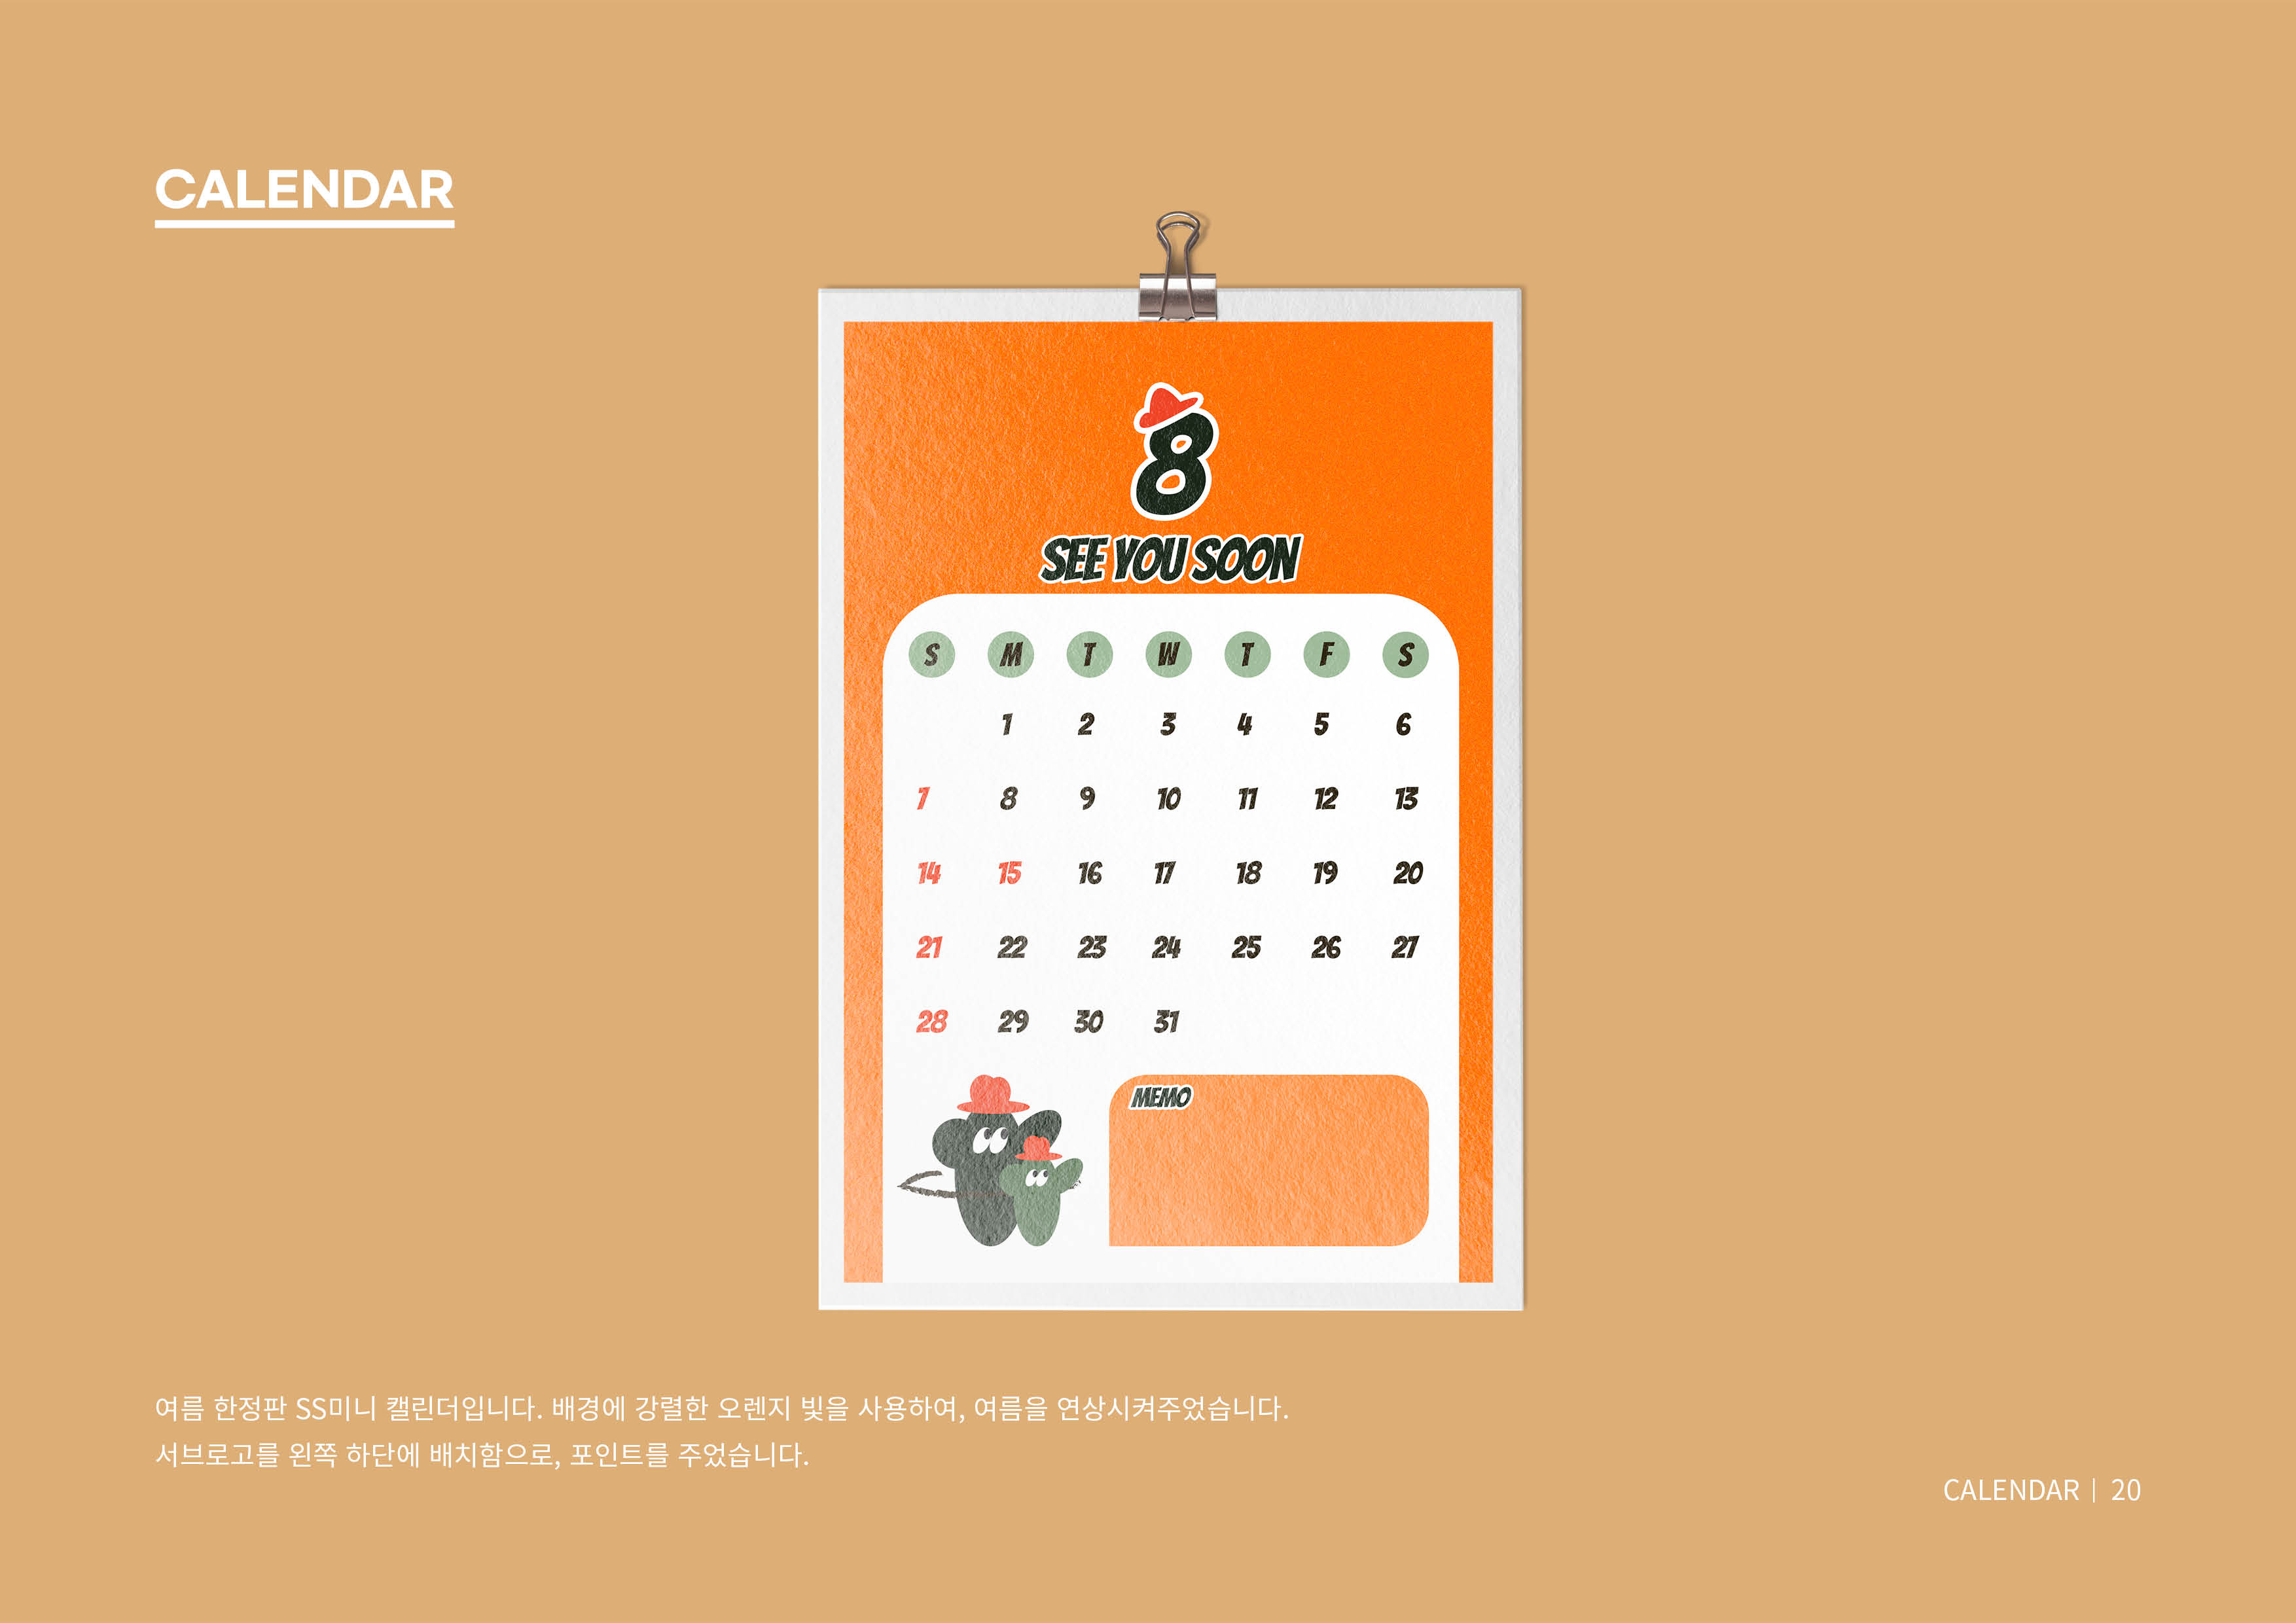 CALENDAR
8
SEE YOU SOON
S M T W T F S
1 2 3 4 5 6
7 8 9 10 11 12 13
14 15 16 17 18 19 20
21 22 23 24 25 26 27
28 29 30 31
MEMO
여름 한정판 SS미니 캘린더입니다. 배경에 강렬한 오렌지 빛을 사용하여, 여름을 연상시켜주었습니다.
서브로고를 왼쪽 하단에 배치함으로, 포인트를 주었습니다.
CALENDAR | 20